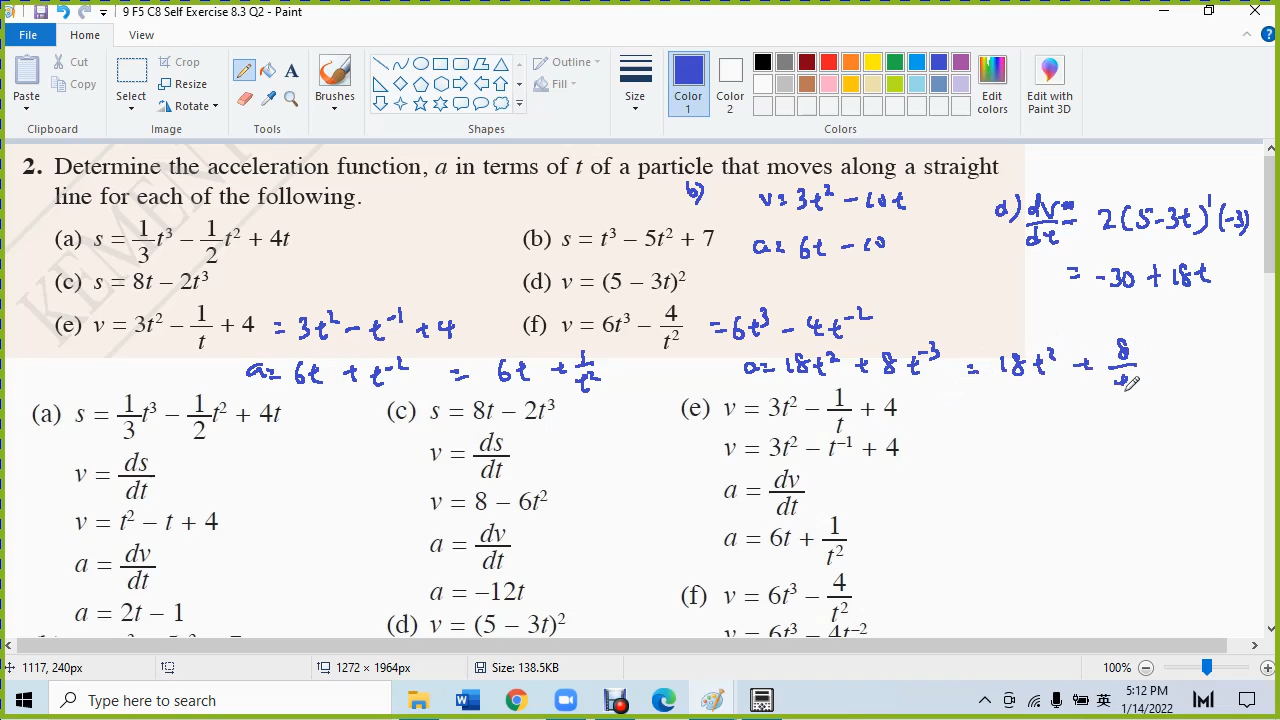 9 F5 C8 Self Exercise 8.3 Q2 - Paint
File Home View
Paste Cut Copy Select Crop Resize Rotate A Brushes Outline Fill Size Color 1 Color 2 Edit colors Edit with Paint 3D
Clipboard Image Tools Shapes Colors
KEMENT
2. Determine the acceleration function, a in terms of t of a particle that moves along a straight
line for each of the following.
b) v = 3t² - 10t
a = 6t - 10
d) dv/dt = 2(5-3t)¹(-3)
= -30 + 18t
(a) s = 1/3 t³ − 1/2 t² + 4t
(b) s = t³ − 5t² + 7
(c) s = 8t − 2t³
(d) v = (5 − 3t)²
(e) v = 3t² − 1/t + 4 = 3t² - t⁻¹ + 4
a = 6t + t⁻² = 6t + 1/t²
(f) v = 6t³ − 4/t² = 6t³ - 4t⁻²
a = 18t² + 8t⁻³ = 18t² + 8/
(a) s = 1/3 t³ − 1/2 t² + 4t
v = ds/dt
v = t² − t + 4
a = dv/dt
a = 2t − 1
(c) s = 8t − 2t³
v = ds/dt
v = 8 − 6t²
a = dv/dt
a = −12t
(d) v = (5 − 3t)²
(e) v = 3t² − 1/t + 4
v = 3t² − t⁻¹ + 4
a = dv/dt
a = 6t + 1/t²
(f) v = 6t³ − 4/t²
v = 6t³ − 4t⁻²
1117, 240px 1272 × 1964px Size: 138.5KB 100%
Type here to search
英
5:12 PM
1/14/2022